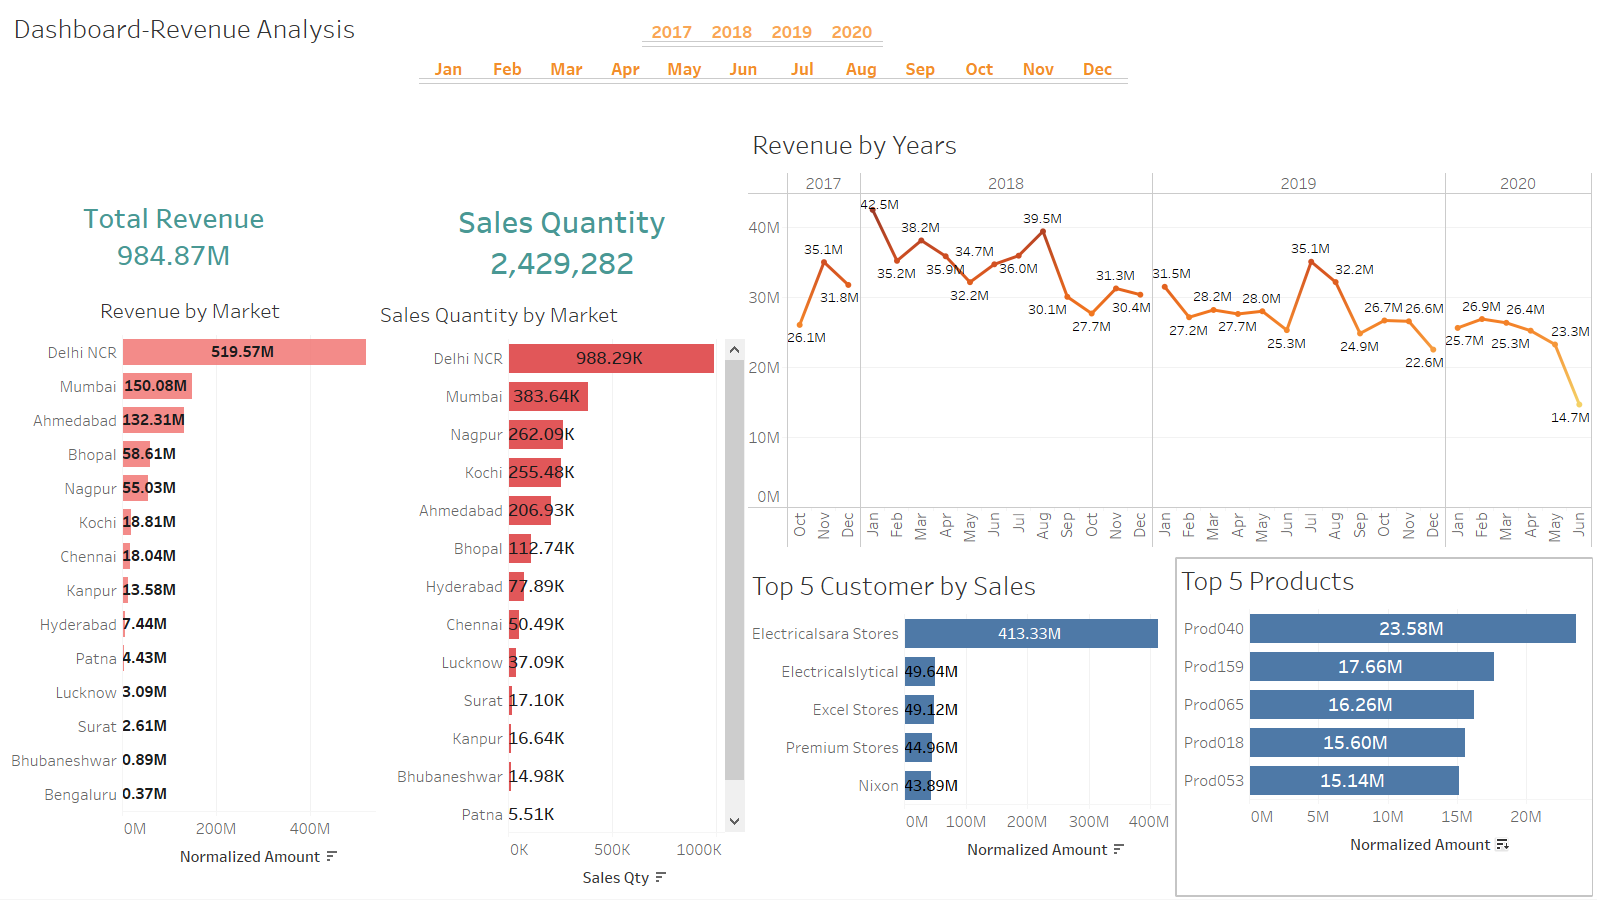 Dashboard-Revenue Analysis
2017 2018 2019 2020
Jan Feb Mar Apr May Jun Jul Aug Sep Oct Nov Dec
Total Revenue
984.87M
Sales Quantity
2,429,282
Revenue by Market
Delhi NCR 519.57M
Mumbai 150.08M
Ahmedabad 132.31M
Bhopal 58.61M
Nagpur 55.03M
Kochi 18.81M
Chennai 18.04M
Kanpur 13.58M
Hyderabad 7.44M
Patna 4.43M
Lucknow 3.09M
Surat 2.61M
Bhubaneshwar 0.89M
Bengaluru 0.37M
0M 200M 400M
Normalized Amount
Sales Quantity by Market
Delhi NCR 988.29K
Mumbai 383.64K
Nagpur 262.09K
Kochi 255.48K
Ahmedabad 206.93K
Bhopal 112.74K
Hyderabad 77.89K
Chennai 50.49K
Lucknow 37.09K
Surat 17.10K
Kanpur 16.64K
Bhubaneshwar 14.98K
Patna 5.51K
0K 500K 1000K
Sales Qty
Revenue by Years
2017 2018 2019 2020
40M
30M
20M
10M
0M
26.1M 35.1M 31.8M
42.5M 35.2M 38.2M 35.9M 32.2M 34.7M 36.0M 39.5M 30.1M 27.7M 31.3M 30.4M
31.5M 27.2M 28.2M 27.7M 28.0M 25.3M 35.1M 32.2M 24.9M 26.7M 26.6M 22.6M
25.7M 26.9M 26.4M 25.3M 23.3M 14.7M
Oct Nov Dec Jan Feb Mar Apr May Jun Jul Aug Sep Oct Nov Dec Jan Feb Mar Apr May Jun Jul Aug Sep Oct Nov Dec Jan Feb Mar Apr May Jun
Top 5 Customer by Sales
Electricalsara Stores 413.33M
Electricalslytical 49.64M
Excel Stores 49.12M
Premium Stores 44.96M
Nixon 43.89M
0M 100M 200M 300M 400M
Normalized Amount
Top 5 Products
Prod040 23.58M
Prod159 17.66M
Prod065 16.26M
Prod018 15.60M
Prod053 15.14M
0M 5M 10M 15M 20M
Normalized Amount